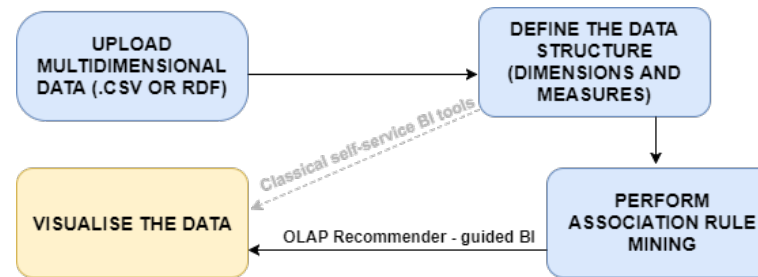 UPLOAD
MULTIDIMENSIONAL
DATA (.CSV OR RDF)
DEFINE THE DATA
STRUCTURE
(DIMENSIONS AND
MEASURES)
Classical self-service BI tools
VISUALISE THE DATA
OLAP Recommender - guided BI
PERFORM
ASSOCIATION RULE
MINING